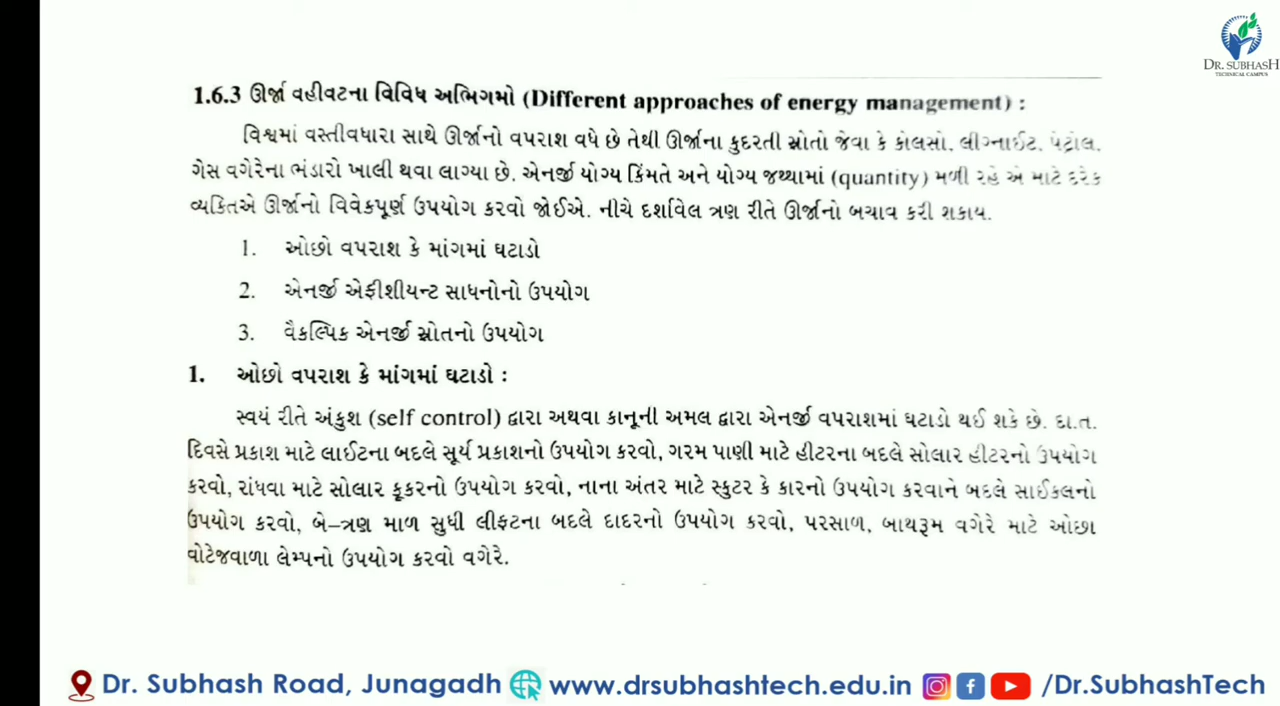 DR. SUBHASH
TECHNICAL CAMPUS
1.6.3 ઊર્જા વહીવટના વિવિધ અભિગમો (Different approaches of energy management) :
વિશ્વમાં વસ્તીવધારા સાથે ઊર્જાનો વપરાશ વધે છે તેથી ઊર્જાના કુદરતી સ્રોતો જેવા કે કોલસો, લીગ્નાઈટ, પેટ્રોલ,
ગેસ વગેરેના ભંડારો ખાલી થવા લાગ્યા છે. એનર્જી યોગ્ય કિંમતે અને યોગ્ય જથ્થામાં (quantity) મળી રહે એ માટે દરેક
વ્યક્તિએ ઊર્જાનો વિવેકપૂર્ણ ઉપયોગ કરવો જોઈએ. નીચે દર્શાવેલ ત્રણ રીતે ઊર્જાનો બચાવ કરી શકાય.
1. ઓછો વપરાશ કે માંગમાં ઘટાડો
2. એનર્જી એફીશીયન્ટ સાધનોનો ઉપયોગ
3. વૈકલ્પિક એનર્જી સ્રોતનો ઉપયોગ
1. ઓછો વપરાશ કે માંગમાં ઘટાડો :
સ્વયં રીતે અંકુશ (self control) દ્વારા અથવા કાનૂની અમલ દ્વારા એનર્જી વપરાશમાં ઘટાડો થઈ શકે છે. દા.ત.
દિવસે પ્રકાશ માટે લાઈટના બદલે સૂર્ય પ્રકાશનો ઉપયોગ કરવો, ગરમ પાણી માટે હીટરના બદલે સોલાર હીટરનો ઉપયોગ
કરવો, રાંધવા માટે સોલાર કૂકરનો ઉપયોગ કરવો, નાના અંતર માટે સ્કુટર કે કારનો ઉપયોગ કરવાને બદલે સાઈકલનો
ઉપયોગ કરવો, બે–ત્રણ માળ સુધી લીફ્ટના બદલે દાદરનો ઉપયોગ કરવો, પરસાળ, બાથરૂમ વગેરે માટે ઓછા
વોટેજવાળા લેમ્પનો ઉપયોગ કરવો વગેરે.
Dr. Subhash Road, Junagadh www.drsubhashtech.edu.in /Dr.SubhashTech